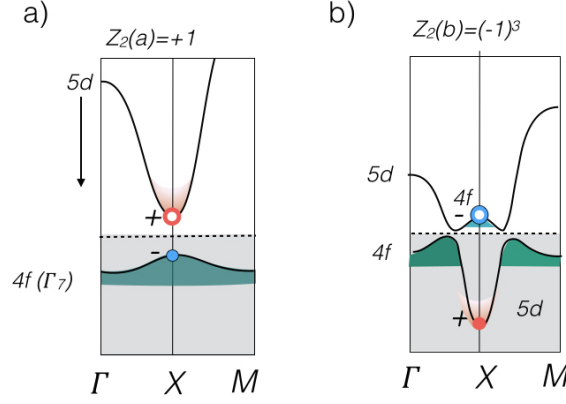 a)
Z₂(a)=+1
5d
+
-
4f (Γ₇)
Γ X M
b)
Z₂(b)=(-1)³
5d
4f
-
4f
+
5d
Γ X M